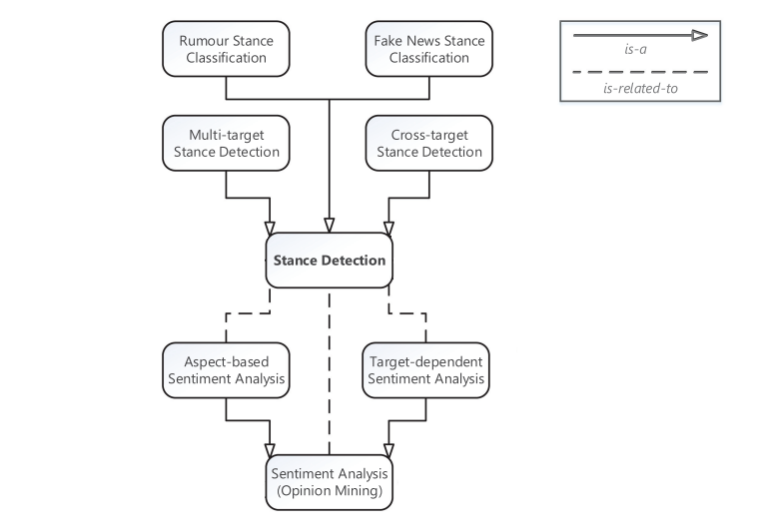 Rumour Stance
Classification
Fake News Stance
Classification
is-a
is-related-to
Multi-target
Stance Detection
Cross-target
Stance Detection
Stance Detection
Aspect-based
Sentiment Analysis
Target-dependent
Sentiment Analysis
Sentiment Analysis
(Opinion Mining)